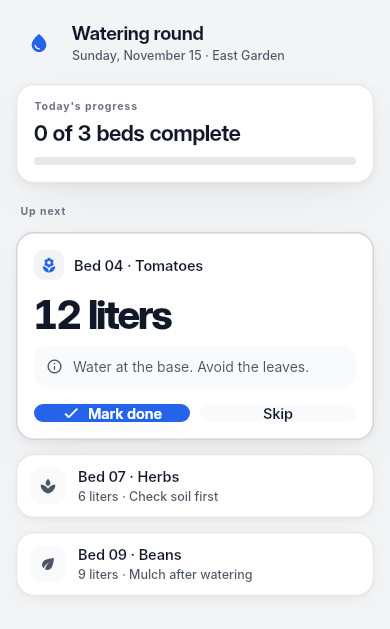 Watering round
Sunday, November 15 · East Garden
Today's progress
0 of 3 beds complete
Up next
Bed 04 · Tomatoes
12 liters
Water at the base. Avoid the leaves.
Mark done
Skip
Bed 07 · Herbs
6 liters · Check soil first
Bed 09 · Beans
9 liters · Mulch after watering